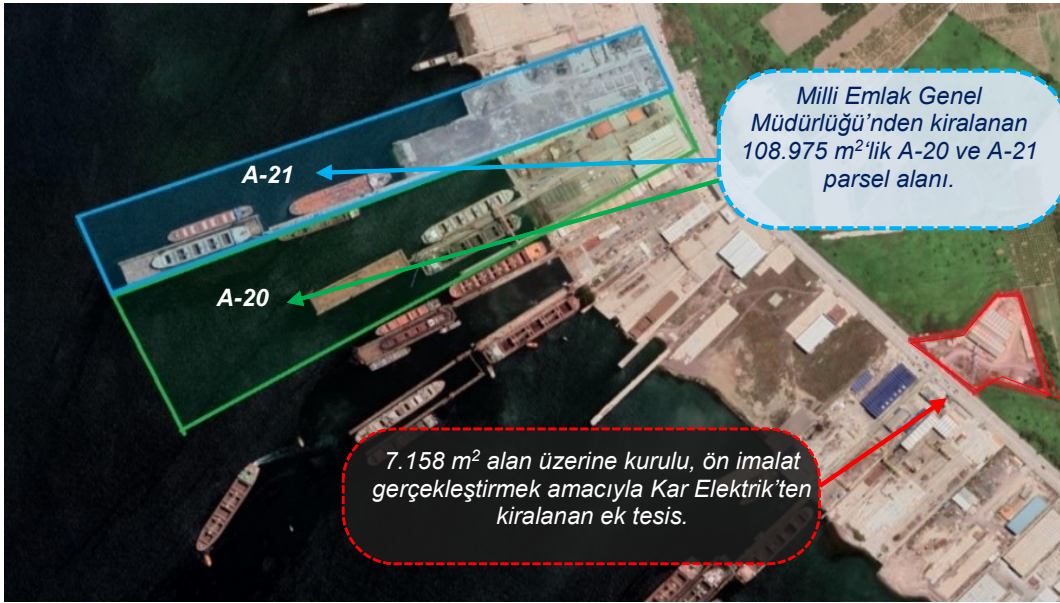 Milli Emlak Genel
Müdürlüğü’nden kiralanan
108.975 m²‘lik A-20 ve A-21
parsel alanı.
A-21
A-20
7.158 m² alan üzerine kurulu, ön imalat
gerçekleştirmek amacıyla Kar Elektrik’ten
kiralanan ek tesis.